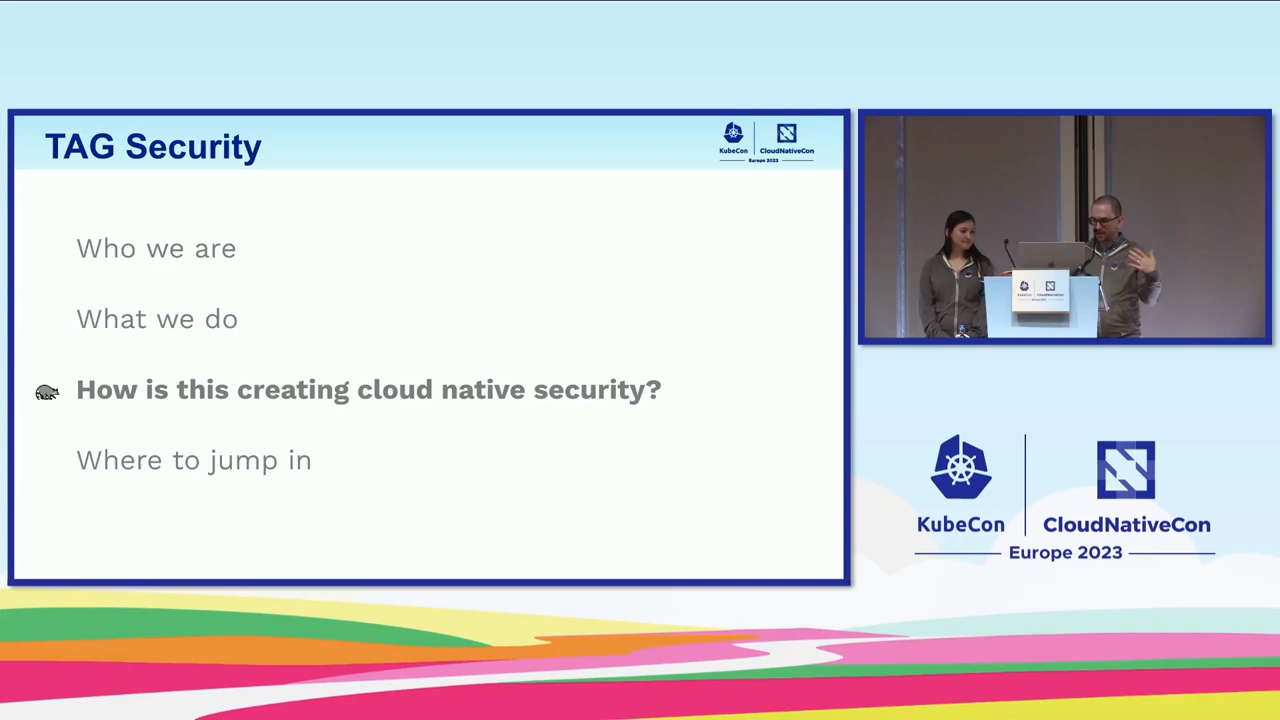 TAG Security
KubeCon
CloudNativeCon
Europe 2023
Who we are
What we do
How is this creating cloud native security?
Where to jump in
KubeCon
CloudNativeCon
Europe 2023